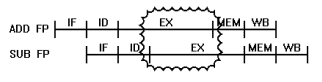 ADD FP IF ID EX MEM WB
SUB FP IF ID EX MEM WB